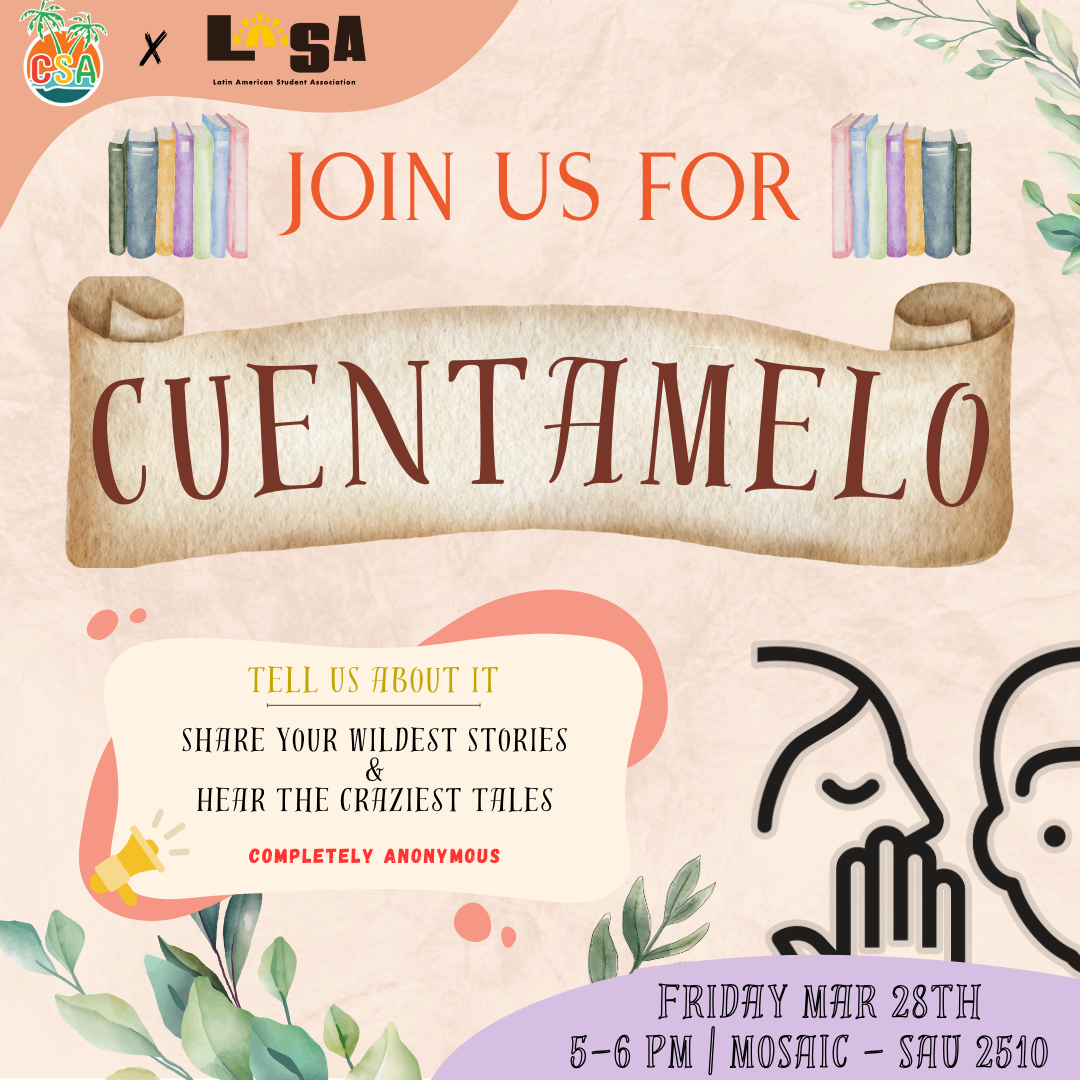 CSA
X
LASA
Latin American Student Association
JOIN US FOR
CUENTAMELO
TELL US ABOUT IT
SHARE YOUR WILDEST STORIES
&
HEAR THE CRAZIEST TALES
COMPLETELY ANONYMOUS
FRIDAY MAR 28TH
5-6 PM | MOSAIC - SAU 2510